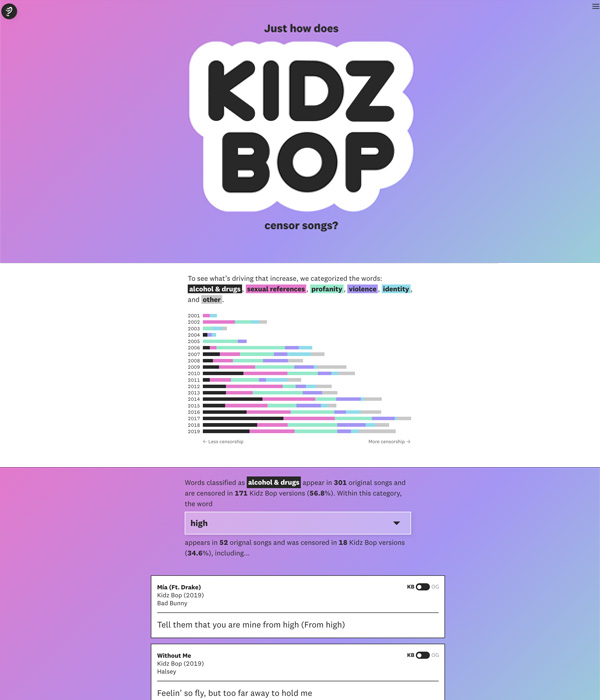 Just how does
KIDZ
BOP
censor songs?
To see what's driving that increase, we categorized the words:
alcohol & drugs, sexual references, profanity, violence, identity,
and other.
2001
2002
2003
2004
2005
2006
2007
2008
2009
2010
2011
2012
2013
2014
2015
2016
2017
2018
2019
← Less censorship
More censorship →
Words classified as alcohol & drugs appear in 301 original songs and
are censored in 171 Kidz Bop versions (56.8%). Within this category,
the word
high
appears in 52 orignal songs and was censored in 18 Kidz Bop versions
(34.6%), including...
Mia (Ft. Drake)
KB OG
Kidz Bop (2019)
Bad Bunny
Tell them that you are mine from high (From high)
Without Me
KB OG
Kidz Bop (2019)
Halsey
Feelin' so fly, but too far away to hold me